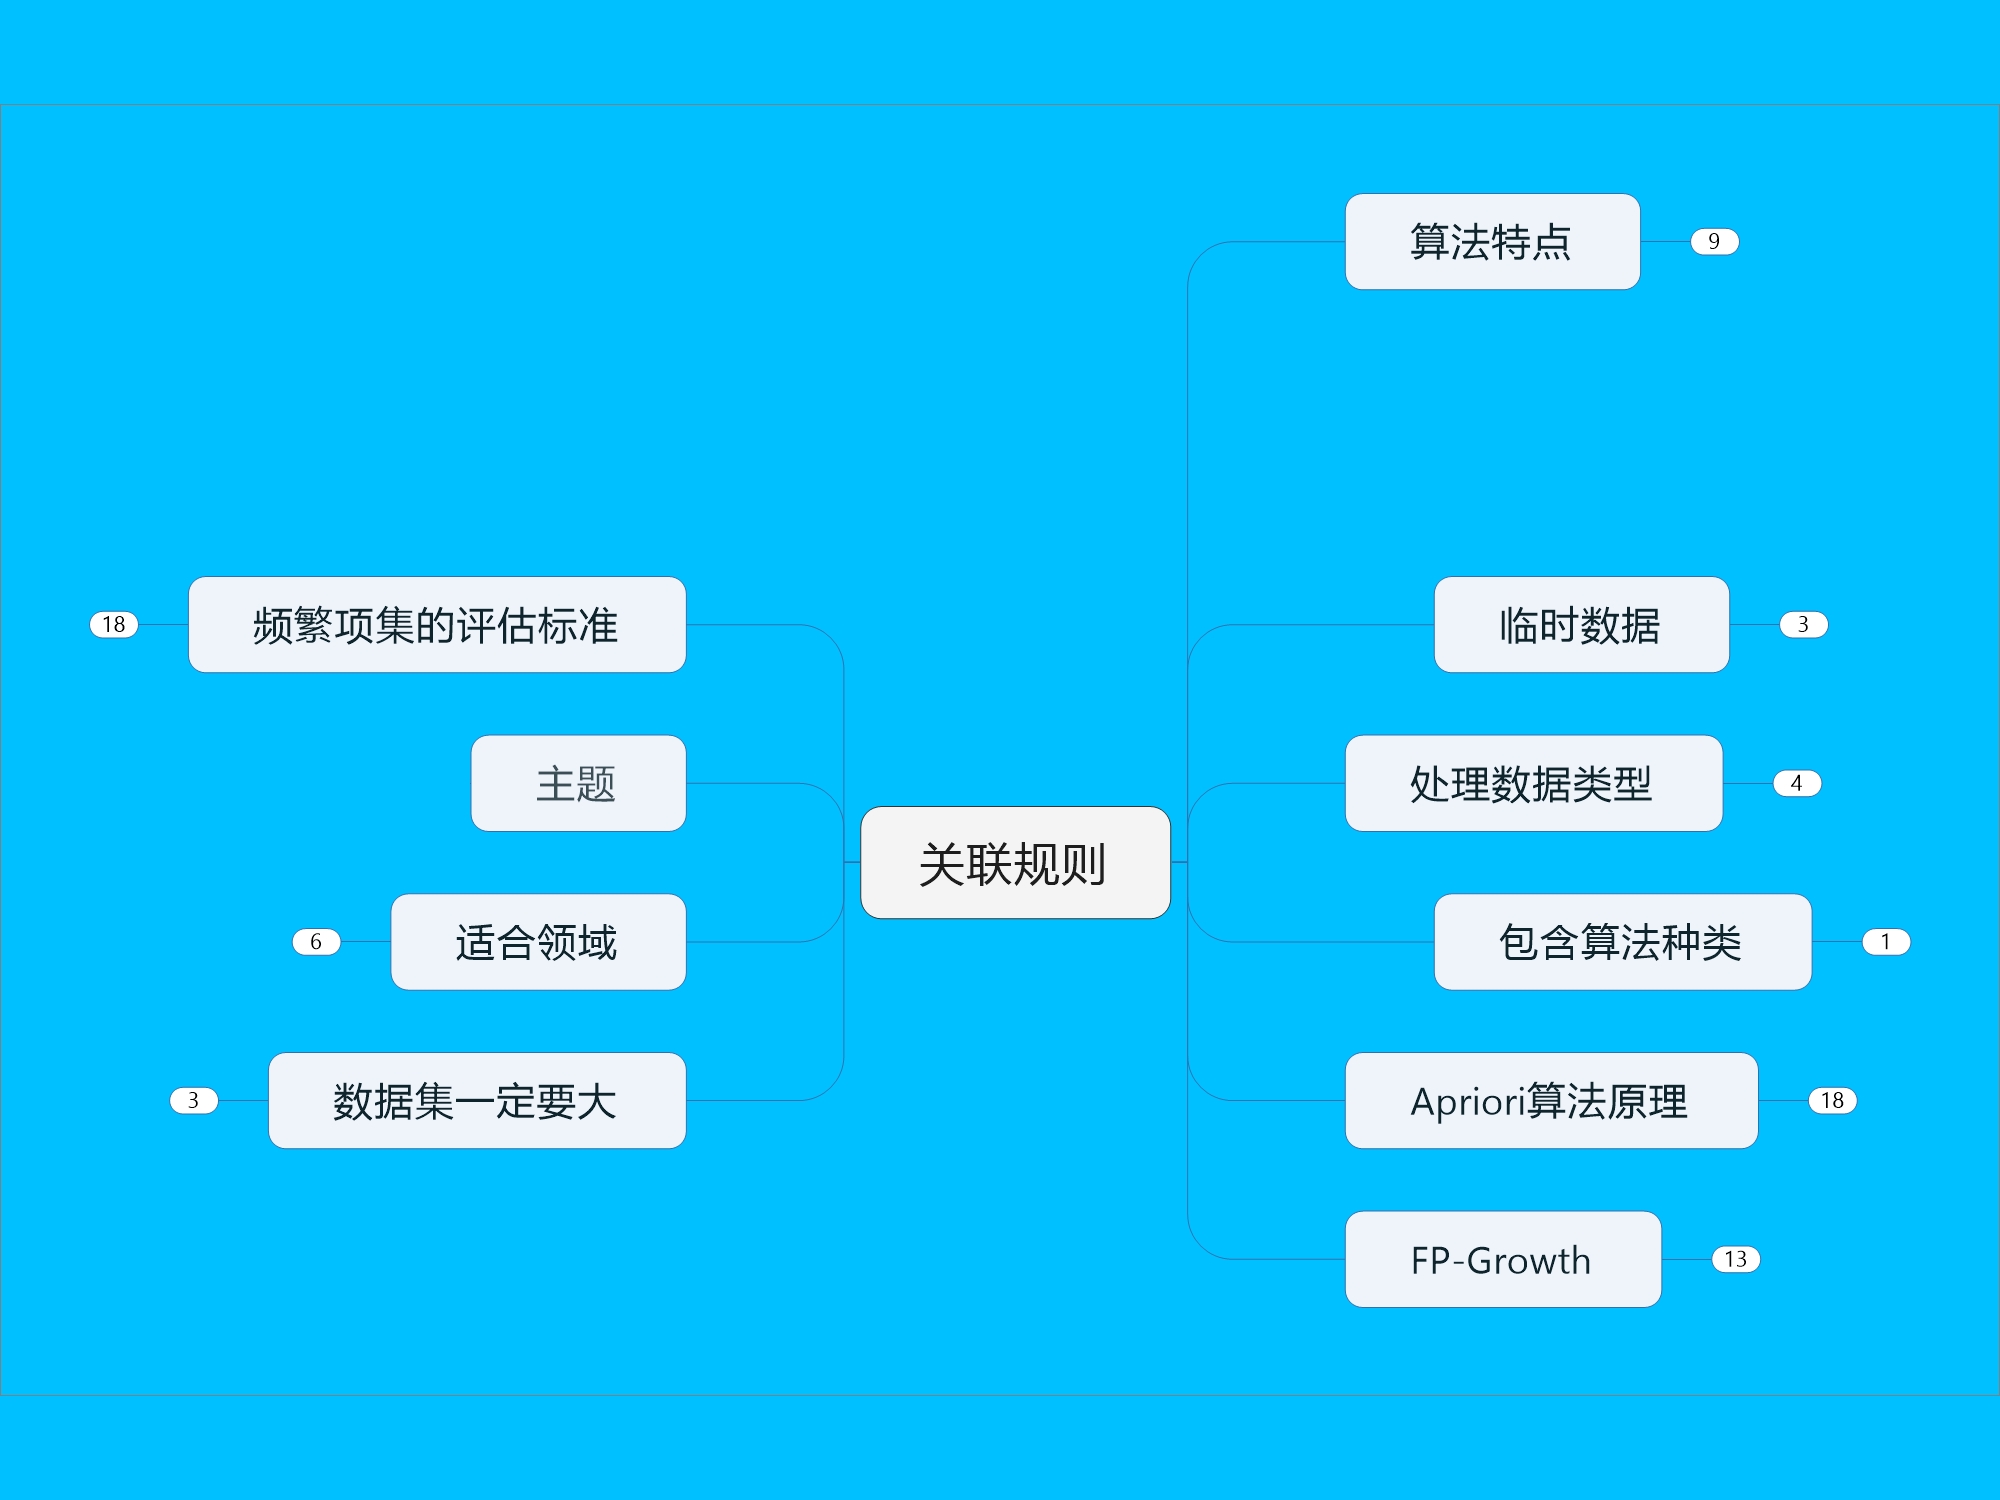 算法特点
9
频繁项集的评估标准
18
临时数据
3
主题
处理数据类型
4
关联规则
适合领域
6
包含算法种类
1
数据集一定要大
3
Apriori算法原理
18
FP-Growth
13